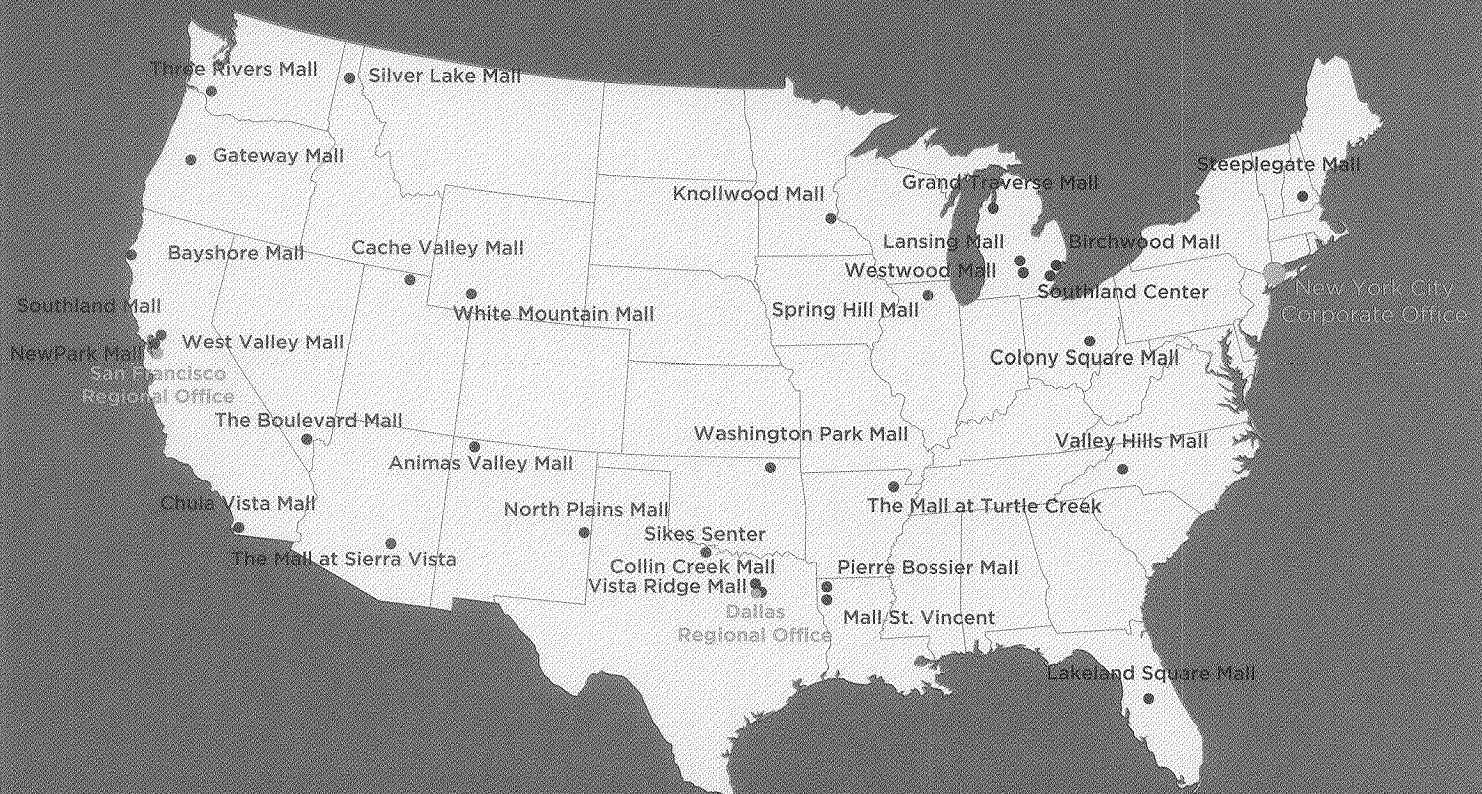 Three Rivers Mall
Silver Lake Mall
Gateway Mall
Steeplegate Mall
Grand Traverse Mall
Knollwood Mall
Bayshore Mall
Cache Valley Mall
Lansing Mall
Birchwood Mall
Westwood Mall
Southland Center
New York City
Corporate Office
Southland Mall
White Mountain Mall
Spring Hill Mall
West Valley Mall
NewPark Mall
Colony Square Mall
San Francisco
Regional Office
The Boulevard Mall
Washington Park Mall
Valley Hills Mall
Animas Valley Mall
Chula Vista Mall
North Plains Mall
The Mall at Turtle Creek
Sikes Senter
The Mall at Sierra Vista
Collin Creek Mall
Pierre Bossier Mall
Vista Ridge Mall
Dallas
Regional Office
Mall St. Vincent
Lakeland Square Mall